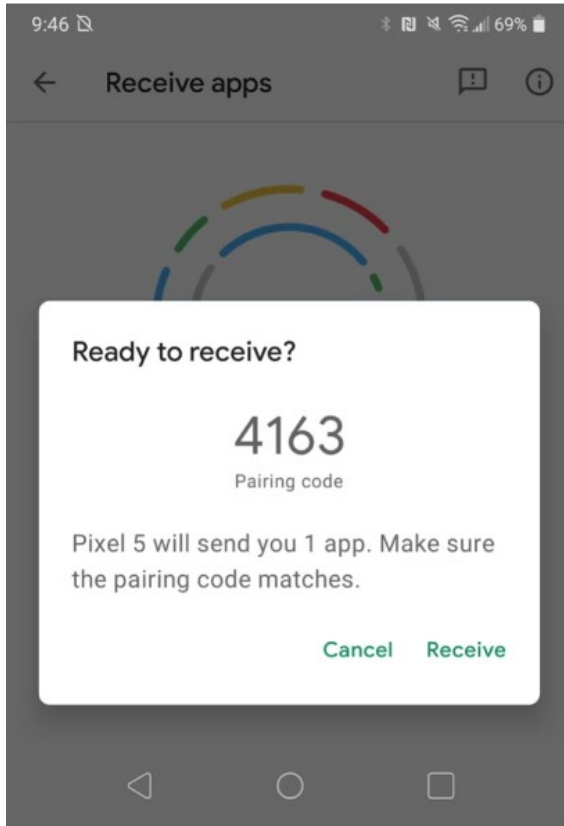 9:46 69%
Receive apps
Ready to receive?
4163
Pairing code
Pixel 5 will send you 1 app. Make sure
the pairing code matches.
Cancel Receive